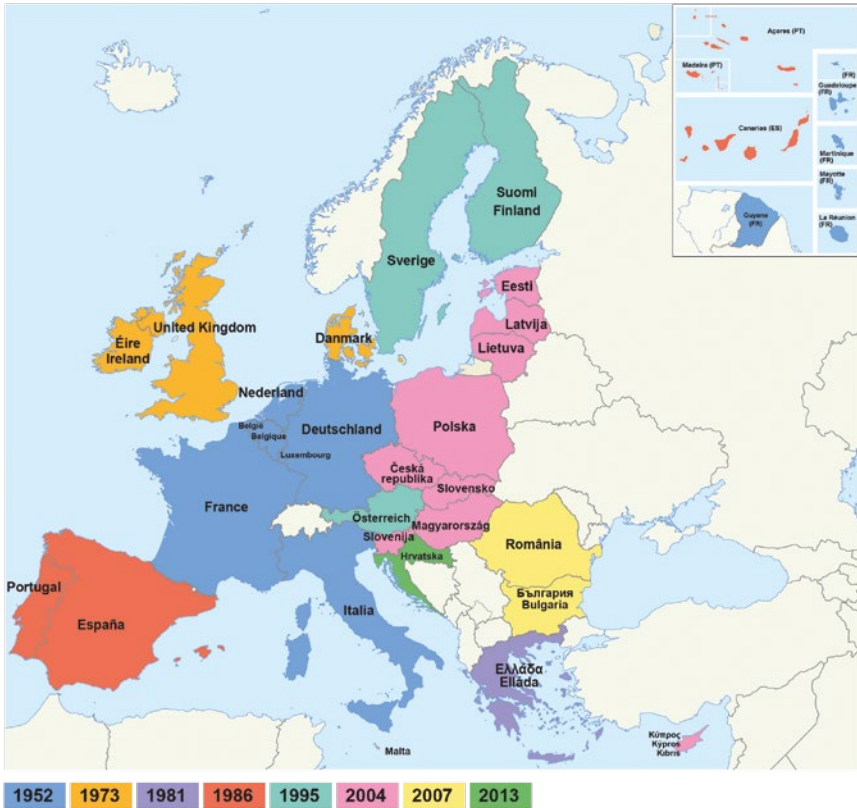 Açores (PT)
Madeira (PT)
(FR)
Guadeloupe
(FR)
Canarias (ES)
Martinique
(FR)
Mayotte
(FR)
Guyane
(FR)
La Réunion
(FR)
Suomi
Finland
Sverige
Eesti
Latvija
Lietuva
United Kingdom
Éire
Ireland
Danmark
Nederland
België
Belgique
Luxembourg
Deutschland
Polska
Česká
republika
Slovensko
France
Österreich
Magyarország
Slovenija
Hrvatska
România
България
Bulgaria
Portugal
España
Italia
Ελλάδα
Elláda
Malta
Κύπρος
Kýpros
Kıbrıs
1952 1973 1981 1986 1995 2004 2007 2013